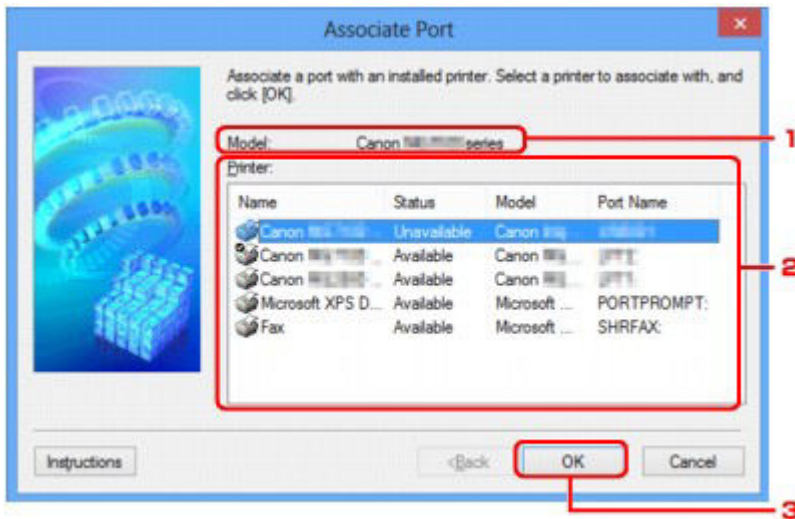 Associate Port
Associate a port with an installed printer. Select a printer to associate with, and
click [OK].
Model: Canon series
1
Printer:
Name Status Model Port Name
Canon Unavailable Canon
Canon ... Available Canon ...
2
Canon ... Available Canon ...
Microsoft XPS D... Available Microsoft ... PORTPROMPT:
Fax Available Microsoft ... SHRFAX:
Instructions <Back OK Cancel
3